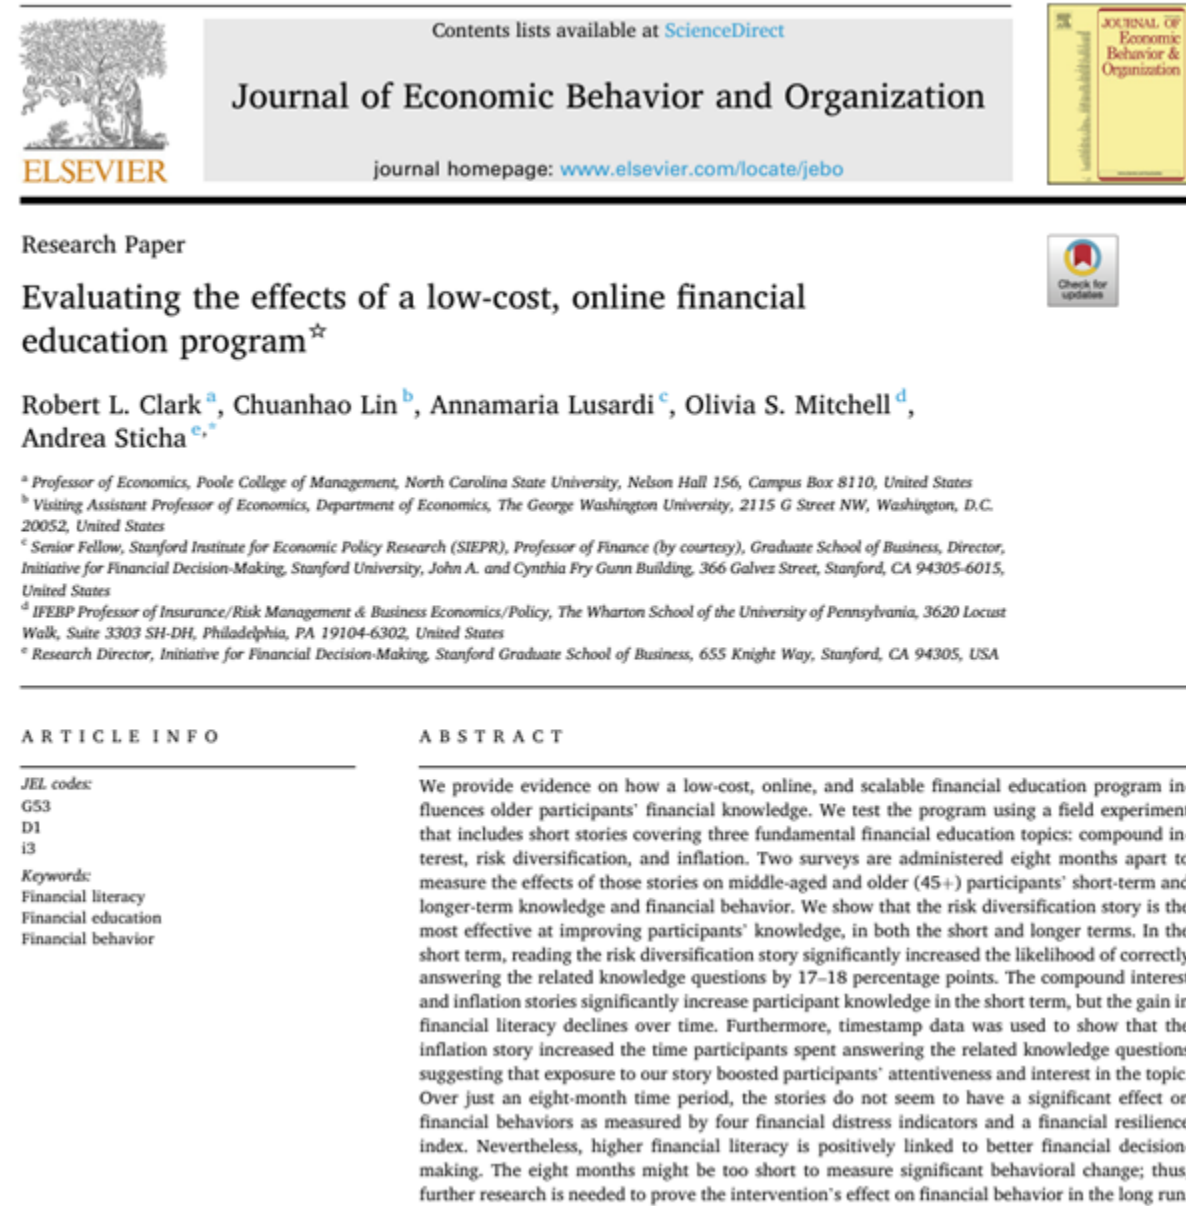 Contents lists available at ScienceDirect
Journal of Economic Behavior and Organization
journal homepage: www.elsevier.com/locate/jebo
ELSEVIER
JOURNAL OF
Economic
Behavior &
Organization
Research Paper
Check for
updates
Evaluating the effects of a low-cost, online financial
education program☆
Robert L. Clark a, Chuanhao Lin b, Annamaria Lusardi c, Olivia S. Mitchell d,
Andrea Sticha e,*
a Professor of Economics, Poole College of Management, North Carolina State University, Nelson Hall 156, Campus Box 8110, United States
b Visiting Assistant Professor of Economics, Department of Economics, The George Washington University, 2115 G Street NW, Washington, D.C.
20052, United States
c Senior Fellow, Stanford Institute for Economic Policy Research (SIEPR), Professor of Finance (by courtesy), Graduate School of Business, Director,
Initiative for Financial Decision-Making, Stanford University, John A. and Cynthia Fry Gunn Building, 366 Galvez Street, Stanford, CA 94305-6015,
United States
d IFEBP Professor of Insurance/Risk Management & Business Economics/Policy, The Wharton School of the University of Pennsylvania, 3620 Locust
Walk, Suite 3303 SH-DH, Philadelphia, PA 19104-6302, United States
e Research Director, Initiative for Financial Decision-Making, Stanford Graduate School of Business, 655 Knight Way, Stanford, CA 94305, USA
ARTICLE INFO
JEL codes:
G53
D1
i3
Keywords:
Financial literacy
Financial education
Financial behavior
ABSTRACT
We provide evidence on how a low-cost, online, and scalable financial education program in-
fluences older participants' financial knowledge. We test the program using a field experiment
that includes short stories covering three fundamental financial education topics: compound in-
terest, risk diversification, and inflation. Two surveys are administered eight months apart to
measure the effects of those stories on middle-aged and older (45+) participants' short-term and
longer-term knowledge and financial behavior. We show that the risk diversification story is the
most effective at improving participants' knowledge, in both the short and longer terms. In the
short term, reading the risk diversification story significantly increased the likelihood of correctly
answering the related knowledge questions by 17–18 percentage points. The compound interest
and inflation stories significantly increase participant knowledge in the short term, but the gain in
financial literacy declines over time. Furthermore, timestamp data was used to show that the
inflation story increased the time participants spent answering the related knowledge questions
suggesting that exposure to our story boosted participants' attentiveness and interest in the topic
Over just an eight-month time period, the stories do not seem to have a significant effect on
financial behaviors as measured by four financial distress indicators and a financial resilience
index. Nevertheless, higher financial literacy is positively linked to better financial decision
making. The eight months might be too short to measure significant behavioral change; thus
further research is needed to prove the intervention's effect on financial behavior in the long run